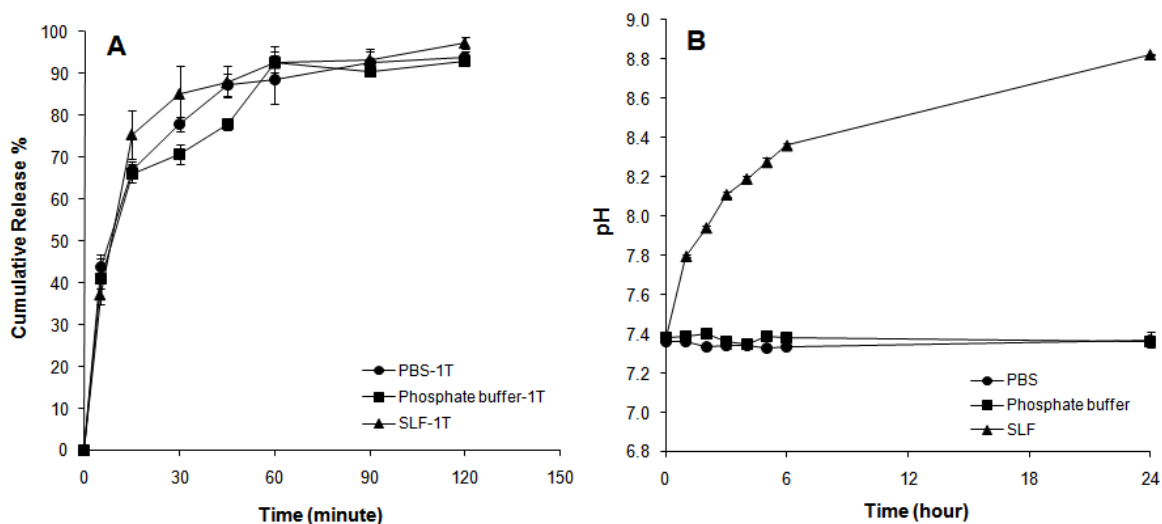 A
Cumulative Release %
100
90
80
70
60
50
40
30
20
10
0
0 30 60 90 120 150
Time (minute)
PBS-1T
Phosphate buffer-1T
SLF-1T
B
pH
9.0
8.8
8.6
8.4
8.2
8.0
7.8
7.6
7.4
7.2
7.0
6.8
0 6 12 18 24
Time (hour)
PBS
Phosphate buffer
SLF